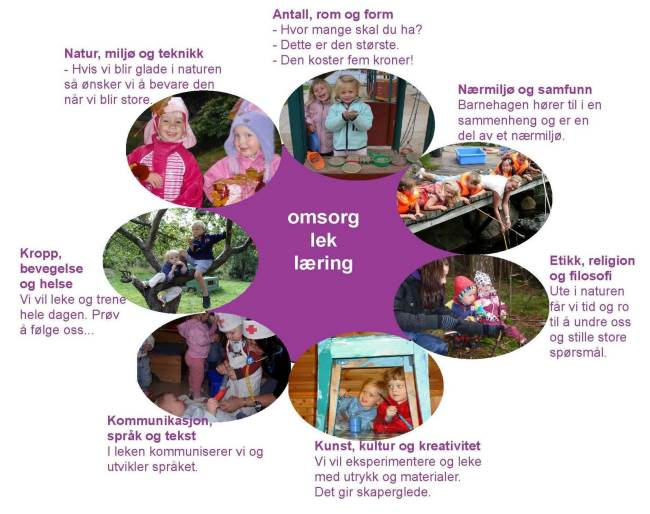 Antall, rom og form
- Hvor mange skal du ha?
- Dette er den største.
- Den koster fem kroner!
Natur, miljø og teknikk
- Hvis vi blir glade i naturen
så ønsker vi å bevare den
når vi blir store.
Nærmiljø og samfunn
Barnehagen hører til i en
sammenheng og er en
del av et nærmiljø.
omsorg
lek
læring
Kropp,
bevegelse
og helse
Vi vil leke og trene
hele dagen. Prøv
å følge oss...
Etikk, religion
og filosofi
Ute i naturen
får vi tid og ro
til å undre oss
og stille store
spørsmål.
Kommunikasjon,
språk og tekst
I leken kommuniserer vi og
utvikler språket.
Kunst, kultur og kreativitet
Vi vil eksperimentere og leke
med utrykk og materialer.
Det gir skaperglede.